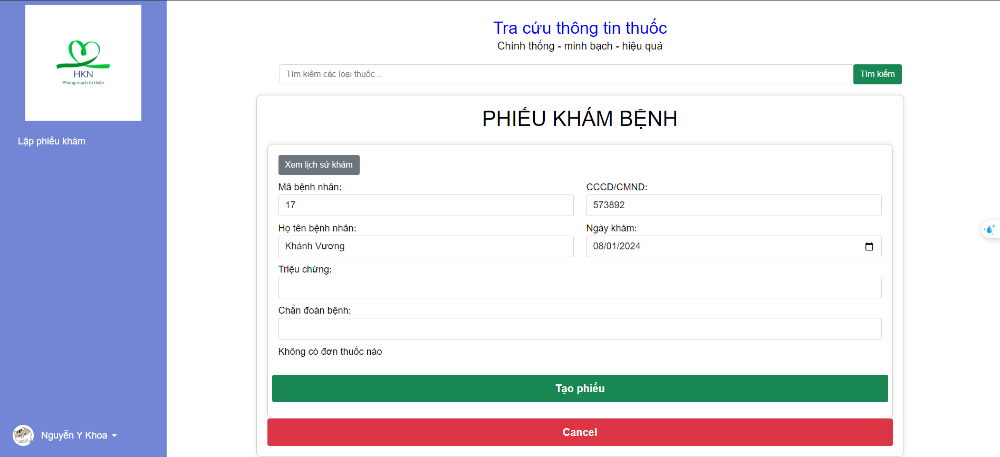 HKN
Phòng mạch tư nhân
Lập phiếu khám
Nguyễn Y Khoa
Tra cứu thông tin thuốc
Chính thống - minh bạch - hiệu quả
Tìm kiếm các loại thuốc...
Tìm kiếm
PHIẾU KHÁM BỆNH
Xem lịch sử khám
Mã bệnh nhân:
17
CCCD/CMND:
573892
Họ tên bệnh nhân:
Khánh Vương
Ngày khám:
08/01/2024
Triệu chứng:
Chẩn đoán bệnh:
Không có đơn thuốc nào
Tạo phiếu
Cancel